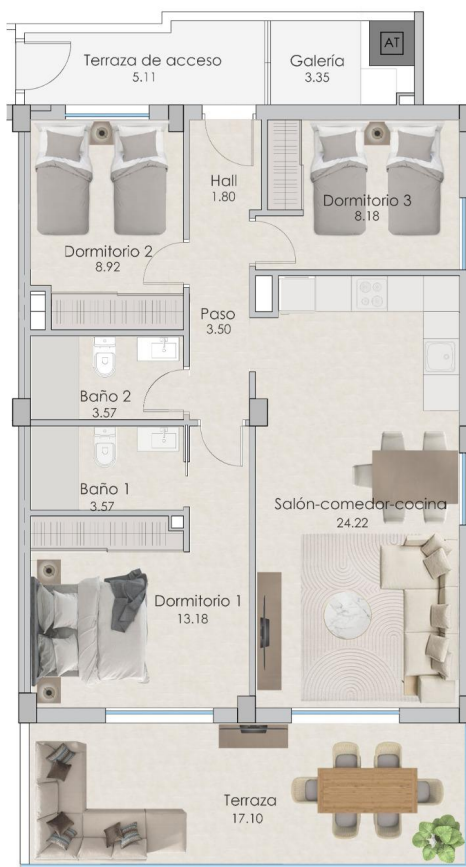 AT
Terraza de acceso
5.11
Galería
3.35
Hall
1.80
Dormitorio 3
8.18
Dormitorio 2
8.92
Paso
3.50
Baño 2
3.57
Baño 1
3.57
Salón-comedor-cocina
24.22
Dormitorio 1
13.18
Terraza
17.10